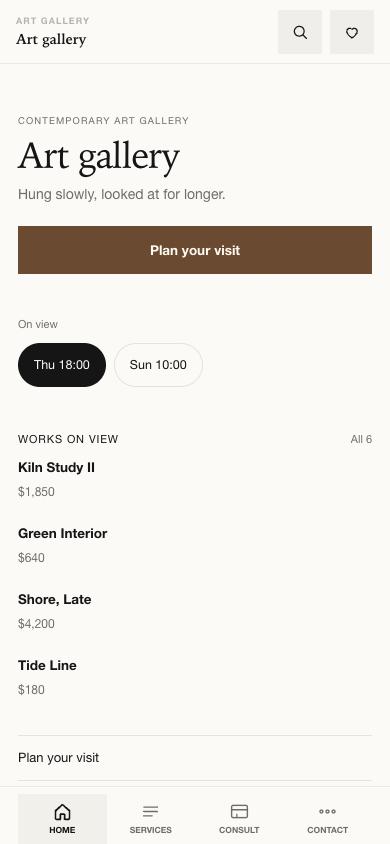 ART GALLERY
Art gallery
CONTEMPORARY ART GALLERY
Art gallery
Hung slowly, looked at for longer.
Plan your visit
On view
Thu 18:00
Sun 10:00
WORKS ON VIEW
All 6
Kiln Study II
$1,850
Green Interior
$640
Shore, Late
$4,200
Tide Line
$180
Plan your visit
HOME
SERVICES
CONSULT
CONTACT